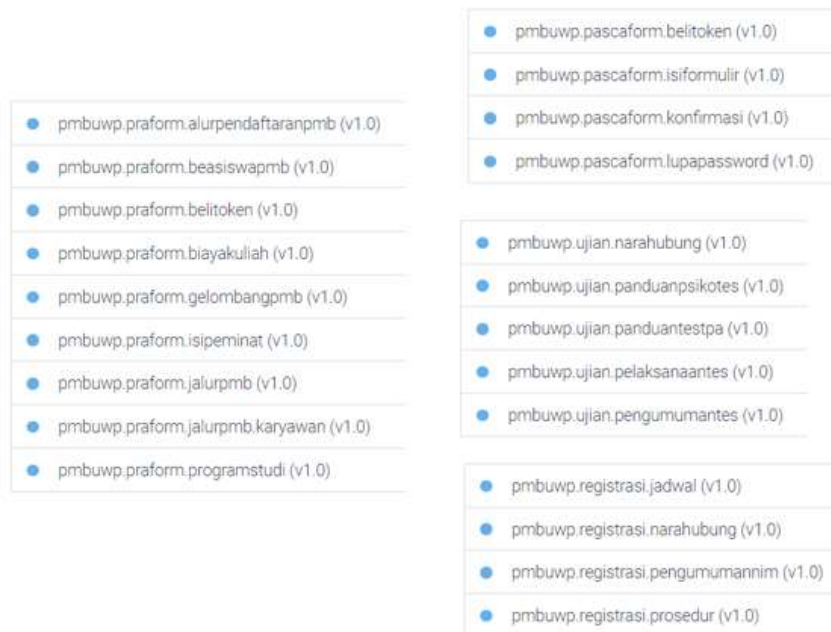 pmbuwp.praform.alurpendaftaranpmb (v1.0)
pmbuwp.praform.beasiswapmb (v1.0)
pmbuwp.praform.belitoken (v1.0)
pmbuwp.praform.biayakuliah (v1.0)
pmbuwp.praform.gelombangpmb (v1.0)
pmbuwp.praform.isipeminat (v1.0)
pmbuwp.praform.jalurpmb (v1.0)
pmbuwp.praform.jalurpmb.karyawan (v1.0)
pmbuwp.praform.programstudi (v1.0)
pmbuwp.pascaform.belitoken (v1.0)
pmbuwp.pascaform.isiformulir (v1.0)
pmbuwp.pascaform.konfirmasi (v1.0)
pmbuwp.pascaform.lupapassword (v1.0)
pmbuwp.ujian.narahubung (v1.0)
pmbuwp.ujian.panduanpsikotes (v1.0)
pmbuwp.ujian.panduantestpa (v1.0)
pmbuwp.ujian.pelaksanaantes (v1.0)
pmbuwp.ujian.pengumumantes (v1.0)
pmbuwp.registrasi.jadwal (v1.0)
pmbuwp.registrasi.narahubung (v1.0)
pmbuwp.registrasi.pengumumannim (v1.0)
pmbuwp.registrasi.prosedur (v1.0)